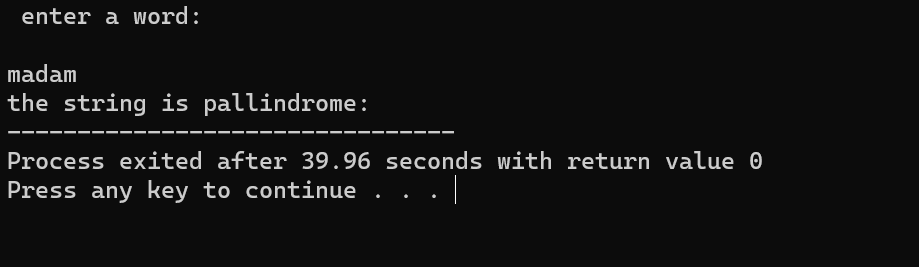 enter a word:
madam
the string is pallindrome:
--------------------------------
Process exited after 39.96 seconds with return value 0
Press any key to continue . . .